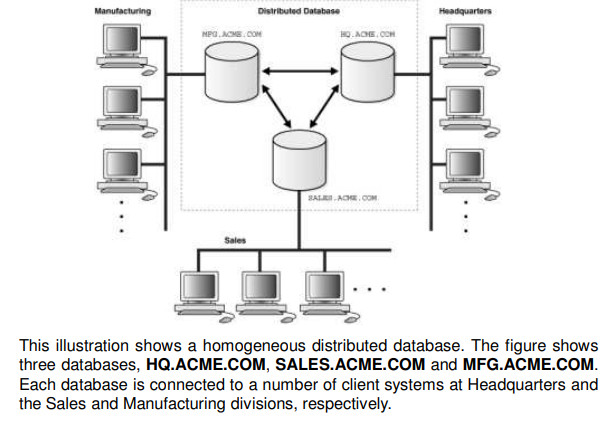 Manufacturing Distributed Database Headquarters
MFG.ACME.COM HQ.ACME.COM
SALES.ACME.COM
Sales
This illustration shows a homogeneous distributed database. The figure shows
three databases, HQ.ACME.COM, SALES.ACME.COM and MFG.ACME.COM.
Each database is connected to a number of client systems at Headquarters and
the Sales and Manufacturing divisions, respectively.